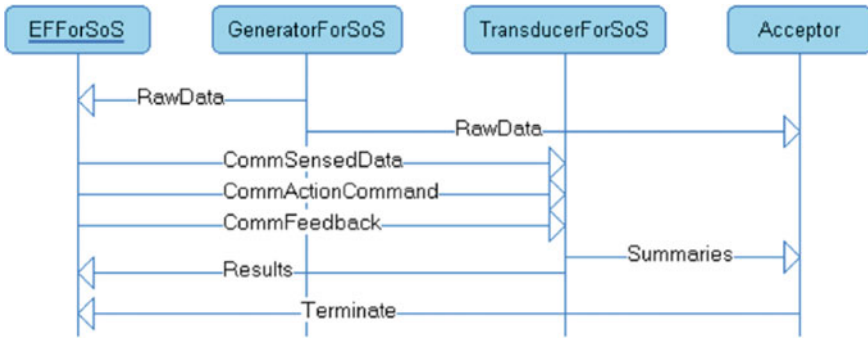 EFForSoS
GeneratorForSoS
TransducerForSoS
Acceptor
RawData
RawData
CommSensedData
CommActionCommand
CommFeedback
Summaries
Results
Terminate